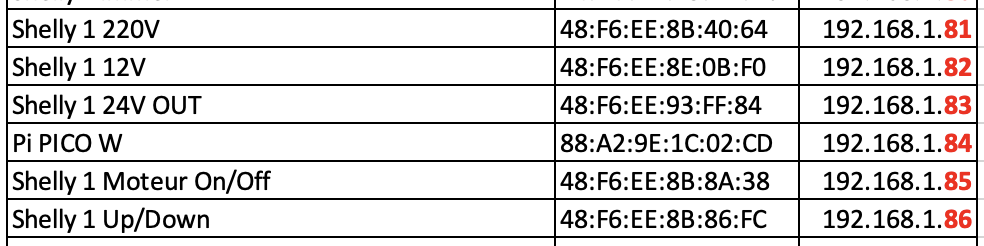 Shelly 1 220V 48:F6:EE:8B:40:64 192.168.1.81
Shelly 1 12V 48:F6:EE:8E:0B:F0 192.168.1.82
Shelly 1 24V OUT 48:F6:EE:93:FF:84 192.168.1.83
Pi PICO W 88:A2:9E:1C:02:CD 192.168.1.84
Shelly 1 Moteur On/Off 48:F6:EE:8B:8A:38 192.168.1.85
Shelly 1 Up/Down 48:F6:EE:8B:86:FC 192.168.1.86